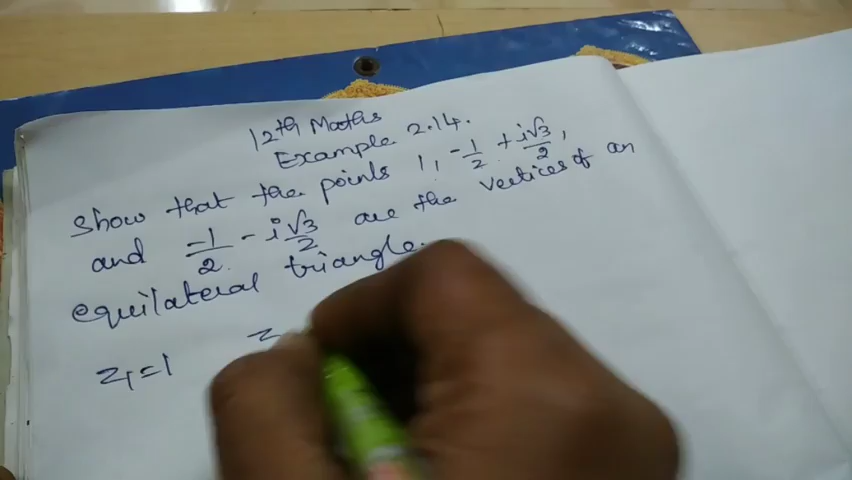 12th Maths
Example 2.14.
Show that the points 1, -1/2 + i√3/2,
and -1/2 - i√3/2 are the vertices of an
equilateral triangle.
z₁=1 z